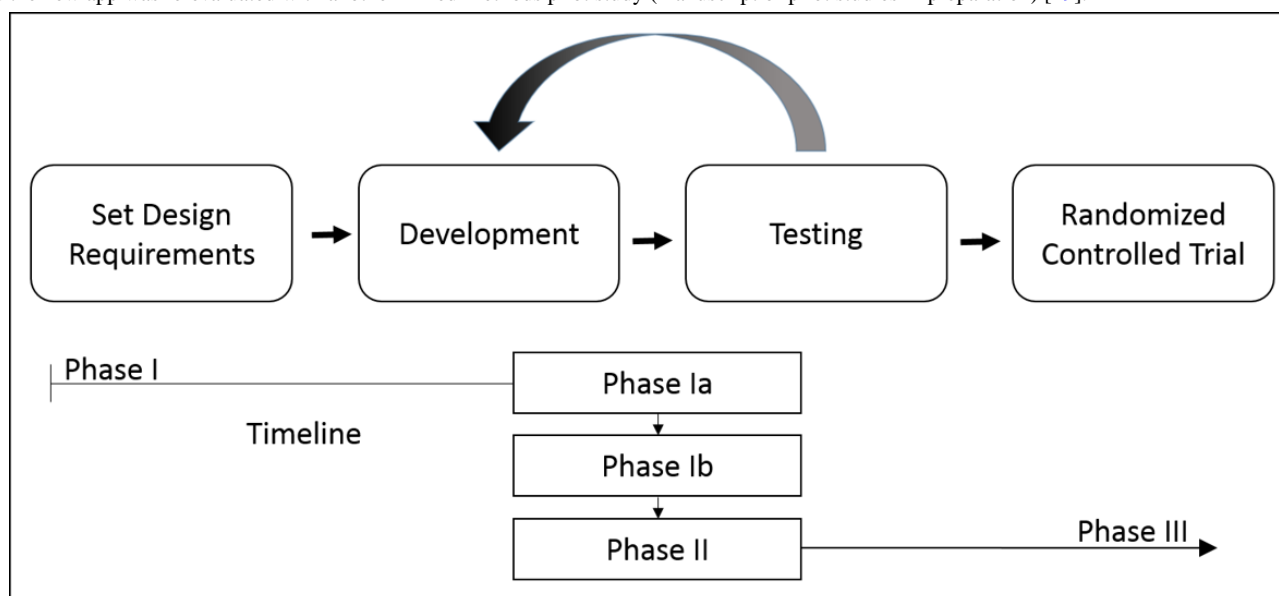 Set Design
Requirements
Development
Testing
Randomized
Controlled Trial
Phase I
Timeline
Phase Ia
Phase Ib
Phase II
Phase III